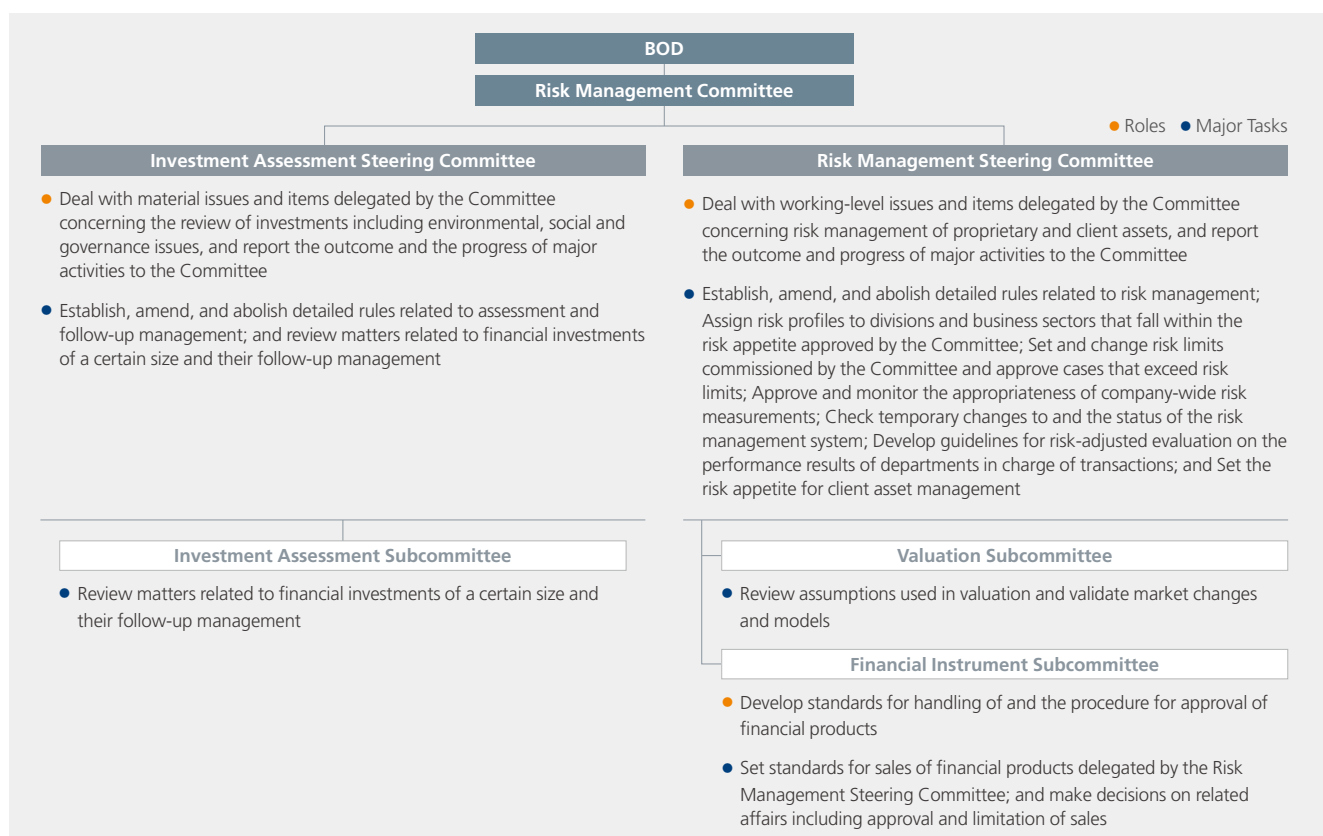 BOD
Risk Management Committee
● Roles ● Major Tasks
Investment Assessment Steering Committee
● Deal with material issues and items delegated by the Committee
concerning the review of investments including environmental, social and
governance issues, and report the outcome and the progress of major
activities to the Committee
● Establish, amend, and abolish detailed rules related to assessment and
follow-up management; and review matters related to financial investments
of a certain size and their follow-up management
Risk Management Steering Committee
● Deal with working-level issues and items delegated by the Committee
concerning risk management of proprietary and client assets, and report
the outcome and progress of major activities to the Committee
● Establish, amend, and abolish detailed rules related to risk management;
Assign risk profiles to divisions and business sectors that fall within the
risk appetite approved by the Committee; Set and change risk limits
commissioned by the Committee and approve cases that exceed risk
limits; Approve and monitor the appropriateness of company-wide risk
measurements; Check temporary changes to and the status of the risk
management system; Develop guidelines for risk-adjusted evaluation on the
performance results of departments in charge of transactions; and Set the
risk appetite for client asset management
Investment Assessment Subcommittee
● Review matters related to financial investments of a certain size and
their follow-up management
Valuation Subcommittee
● Review assumptions used in valuation and validate market changes
and models
Financial Instrument Subcommittee
● Develop standards for handling of and the procedure for approval of
financial products
● Set standards for sales of financial products delegated by the Risk
Management Steering Committee; and make decisions on related
affairs including approval and limitation of sales